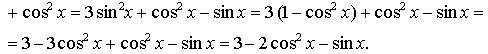 + cos² x = 3 sin² x + cos² x – sin x = 3 (1 – cos² x) + cos² x – sin x =
= 3 – 3 cos² x + cos² x – sin x = 3 – 2 cos² x – sin x.